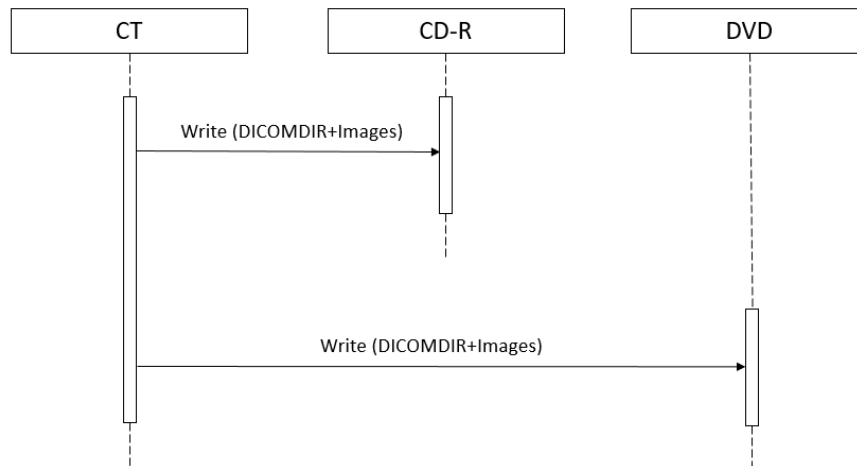 CT
CD-R
DVD
Write (DICOMDIR+Images)
Write (DICOMDIR+Images)